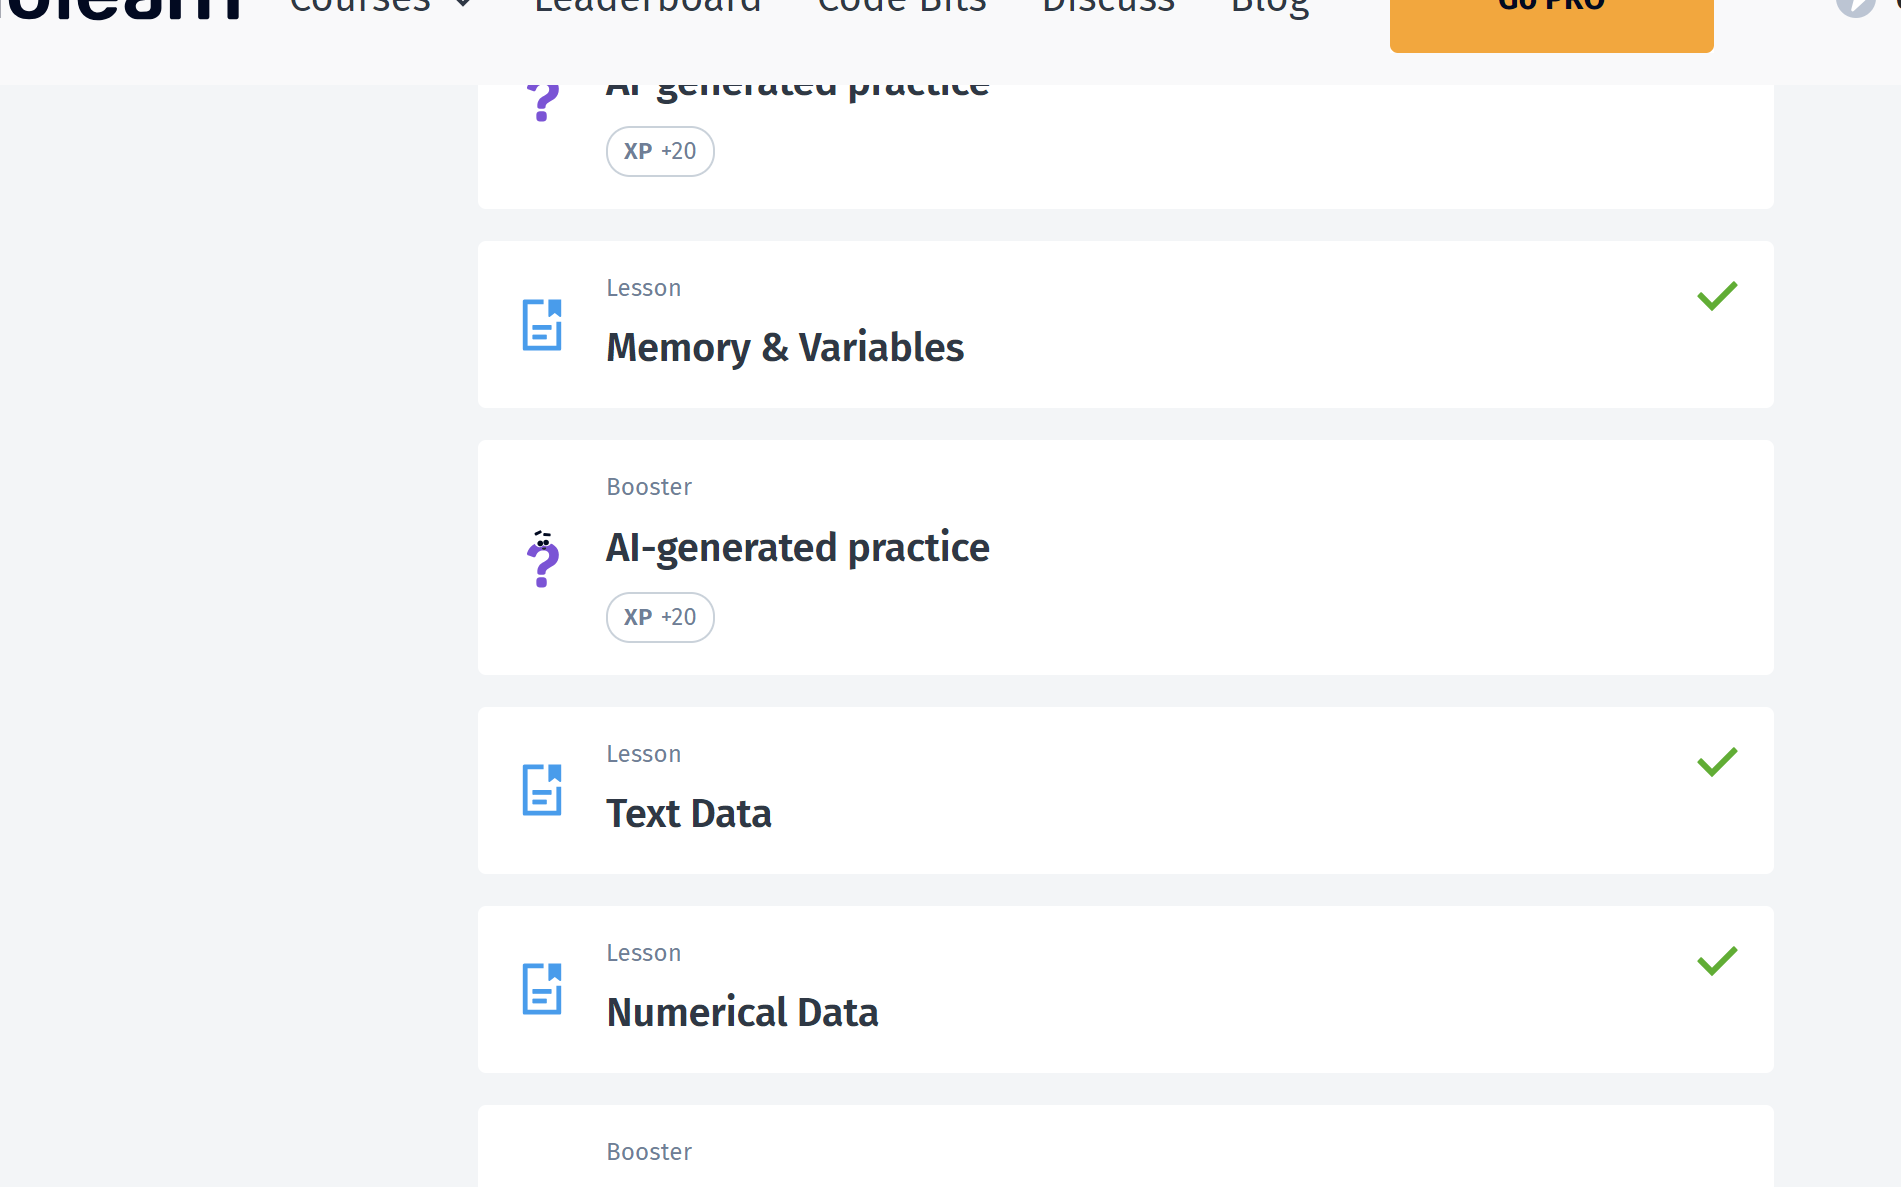 Courses Leaderboard Code Bits Discuss Blog Go PRO
AI-generated practice
XP +20
Lesson
Memory & Variables
Booster
AI-generated practice
XP +20
Lesson
Text Data
Lesson
Numerical Data
Booster